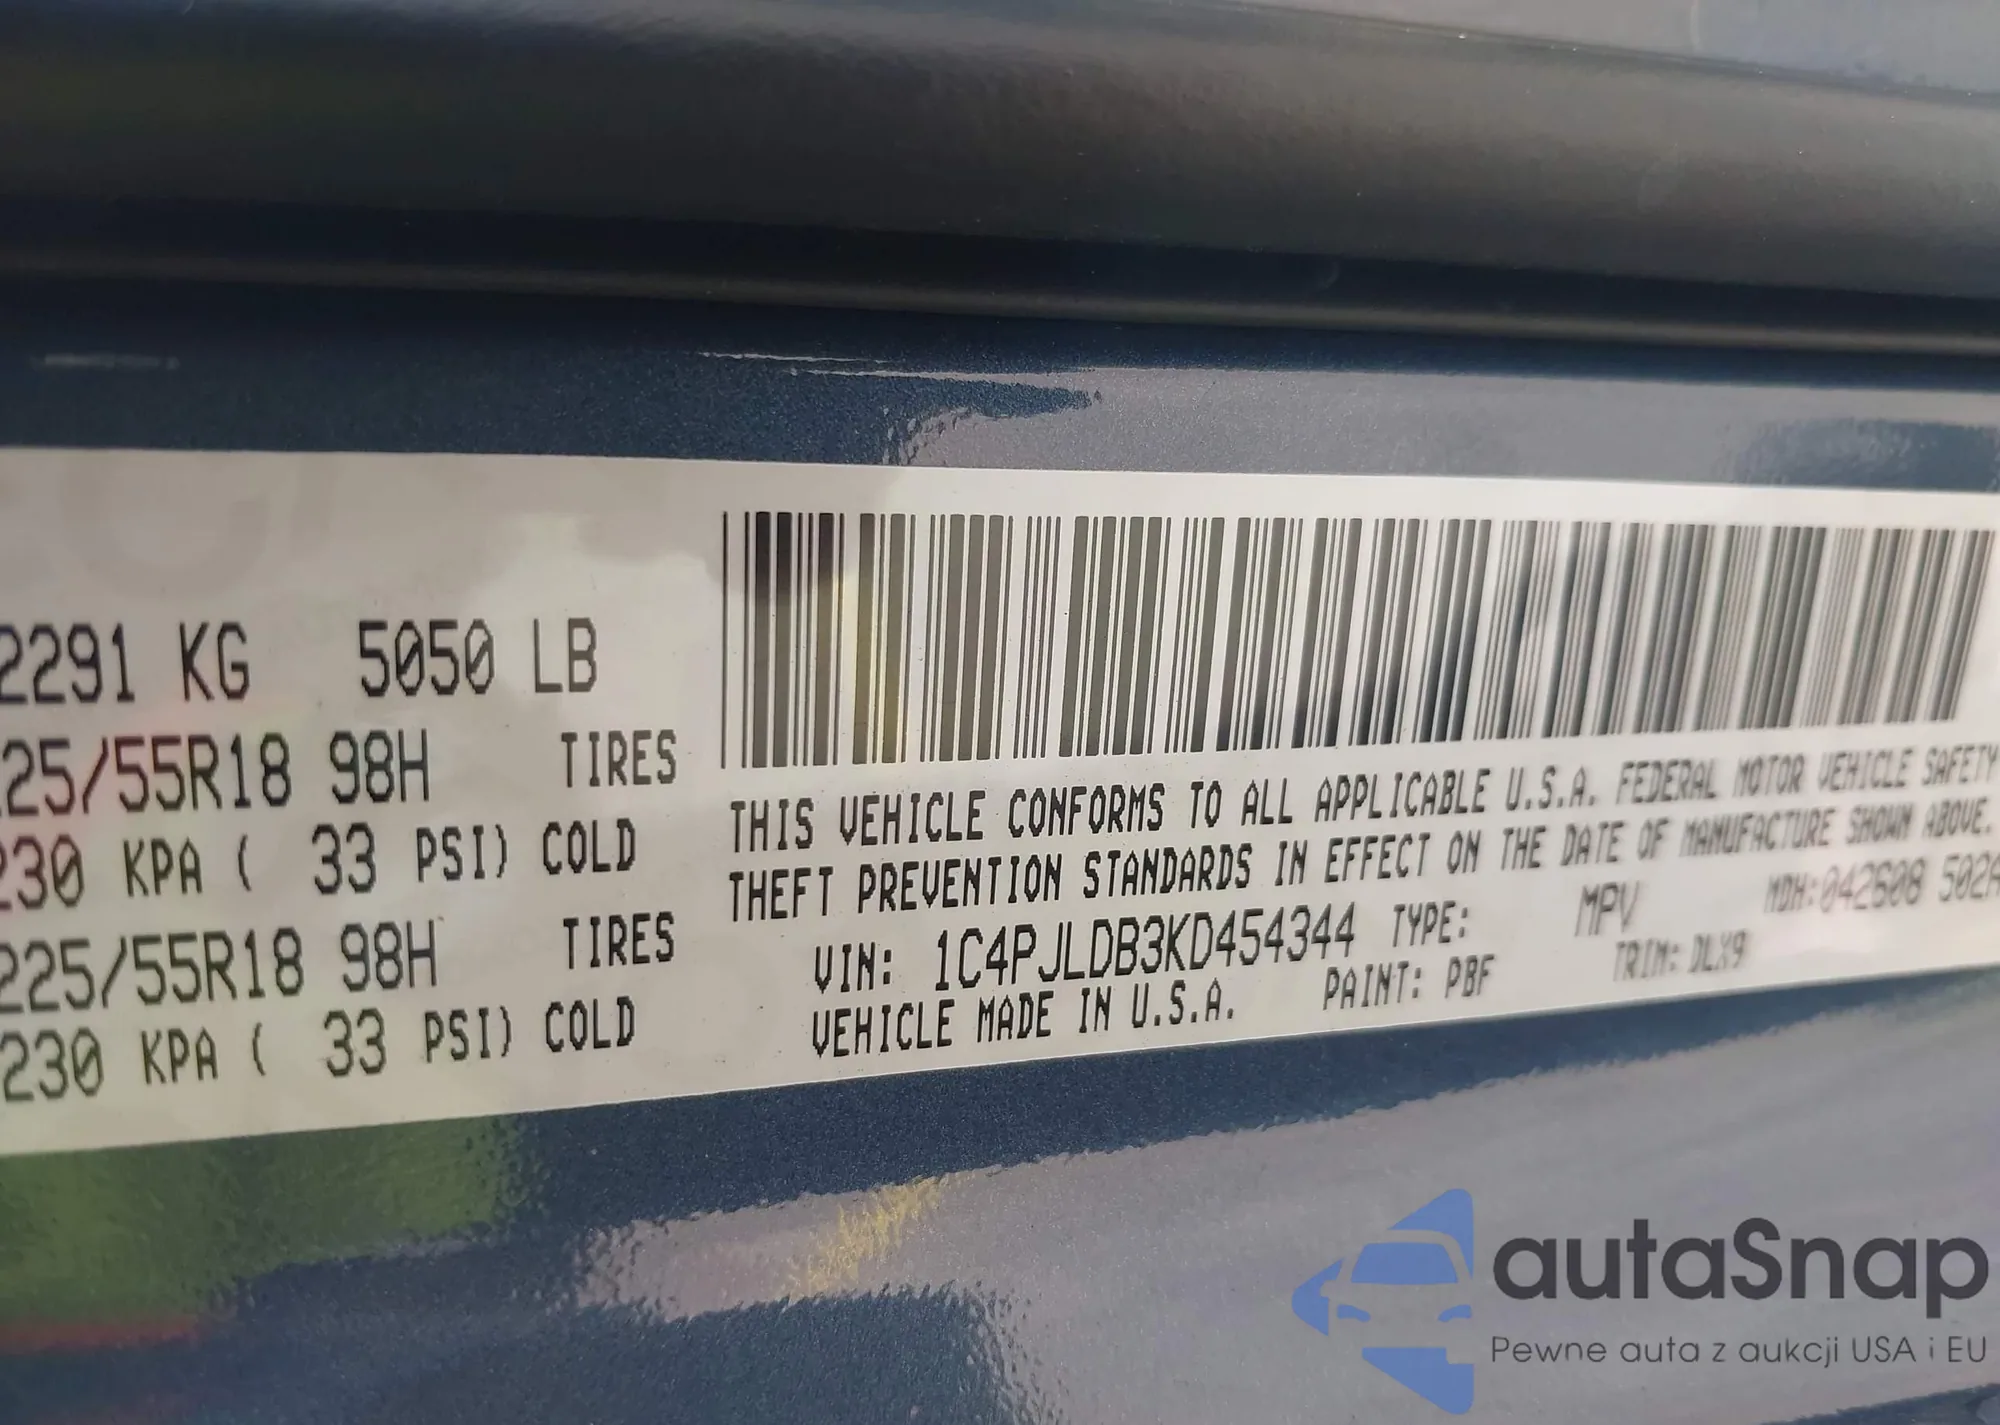 2291 KG 5050 LB
225/55R18 98H TIRES
230 KPA ( 33 PSI) COLD
225/55R18 98H TIRES
230 KPA ( 33 PSI) COLD
THIS VEHICLE CONFORMS TO ALL APPLICABLE U.S.A. FEDERAL MOTOR VEHICLE SAFETY
THEFT PREVENTION STANDARDS IN EFFECT ON THE DATE OF MANUFACTURE SHOWN ABOVE.
VIN: 1C4PJLDB3KD454344 TYPE: MPV MDH:042608 502A
VEHICLE MADE IN U.S.A. PAINT: PBF TRIM: DLX9
autaSnap
Pewne auta z aukcji USA i EU